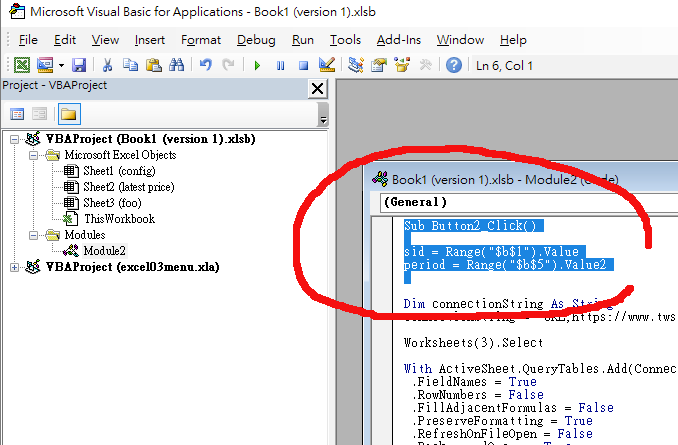 Microsoft Visual Basic for Applications - Book1 (version 1).xlsb
File Edit View Insert Format Debug Run Tools Add-Ins Window Help
Ln 6, Col 1
Project - VBAProject
VBAProject (Book1 (version 1).xlsb)
Microsoft Excel Objects
Sheet1 (config)
Sheet2 (latest price)
Sheet3 (foo)
ThisWorkbook
Modules
Module2
VBAProject (excel03menu.xla)
Book1 (version 1).xlsb - Module2 (Code)
(General)
Sub Button2_Click()
sid = Range("$b$1").Value
period = Range("$b$5").Value2
Dim connectionString As String
= "URL;https://www.tws
Worksheets(3).Select
With ActiveSheet.QueryTables.Add(Connec
.FieldNames = True
.RowNumbers = False
.FillAdjacentFormulas = False
.PreserveFormatting = True
.RefreshOnFileOpen = False